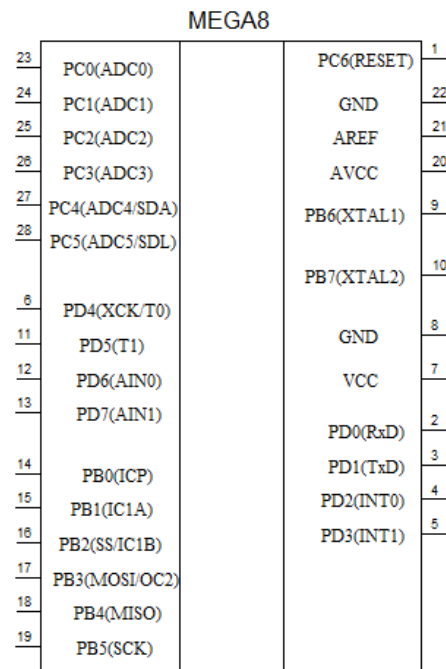 MEGA8
23 PC0(ADC0)
24 PC1(ADC1)
25 PC2(ADC2)
26 PC3(ADC3)
27 PC4(ADC4/SDA)
28 PC5(ADC5/SDL)
6 PD4(XCK/T0)
11 PD5(T1)
12 PD6(AIN0)
13 PD7(AIN1)
14 PB0(ICP)
15 PB1(IC1A)
16 PB2(SS/IC1B)
17 PB3(MOSI/OC2)
18 PB4(MISO)
19 PB5(SCK)
PC6(RESET) 1
GND 22
AREF 21
AVCC 20
PB6(XTAL1) 9
PB7(XTAL2) 10
GND 8
VCC 7
PD0(RxD) 2
PD1(TxD) 3
PD2(INT0) 4
PD3(INT1) 5